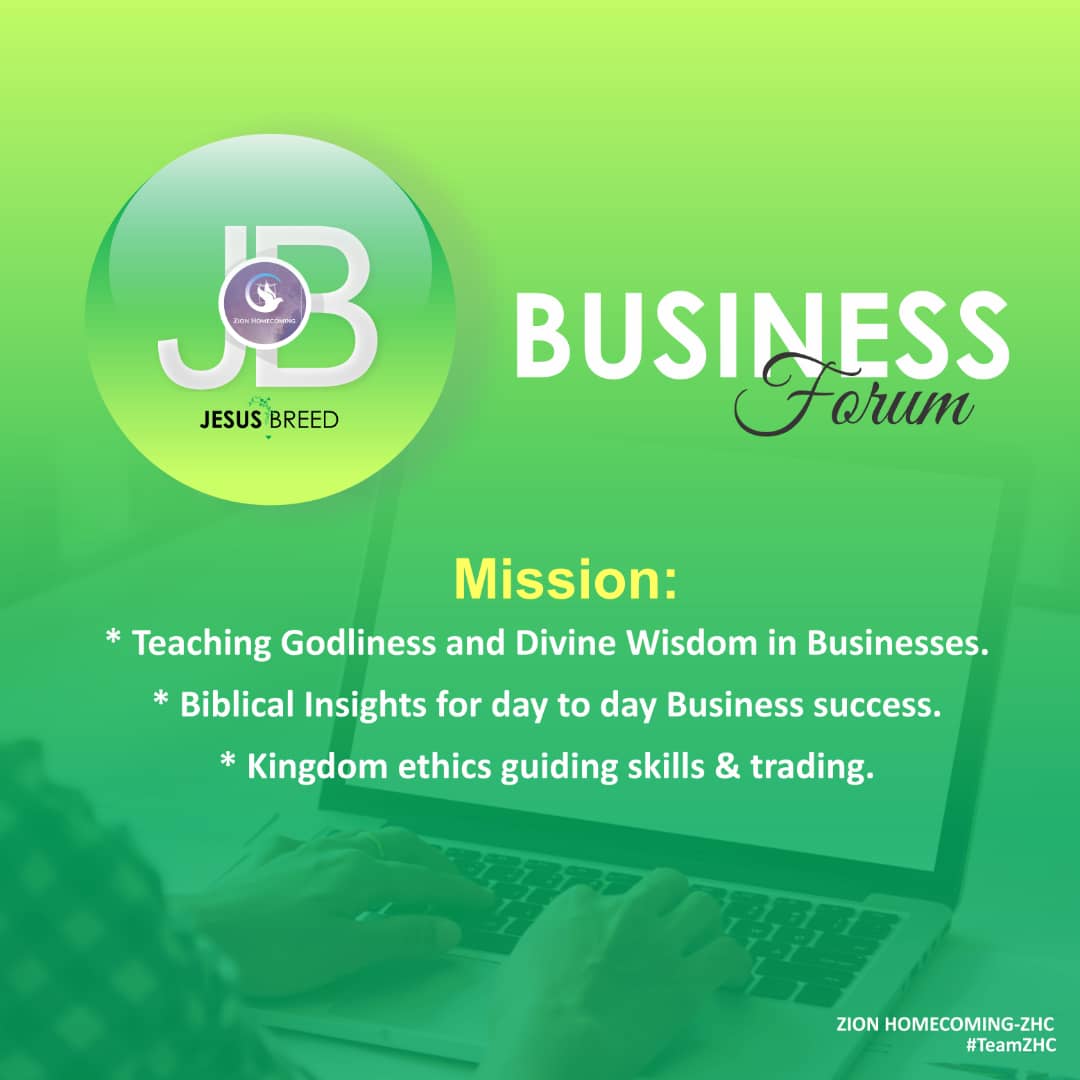 JB
ZION HOMECOMING
JESUS BREED
BUSINESS
Forum
Mission:
* Teaching Godliness and Divine Wisdom in Businesses.
* Biblical Insights for day to day Business success.
* Kingdom ethics guiding skills & trading.
ZION HOMECOMING-ZHC
#TeamZHC